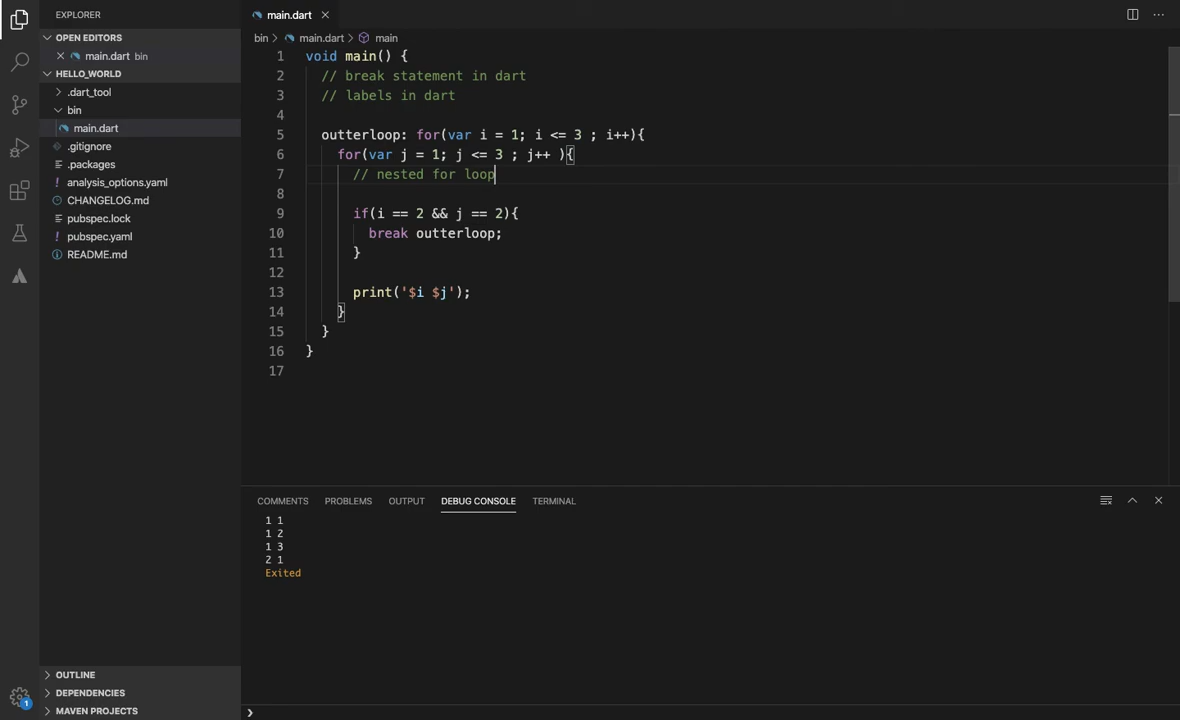 EXPLORER
OPEN EDITORS
main.dart bin
HELLO_WORLD
.dart_tool
bin
main.dart
.gitignore
.packages
analysis_options.yaml
CHANGELOG.md
pubspec.lock
pubspec.yaml
README.md
OUTLINE
DEPENDENCIES
MAVEN PROJECTS
1
main.dart
bin > main.dart > main
1 void main() {
2 // break statement in dart
3 // labels in dart
4
5 outterloop: for(var i = 1; i <= 3 ; i++){
6 for(var j = 1; j <= 3 ; j++ ){
7 // nested for loop
8
9 if(i == 2 && j == 2){
10 break outterloop;
11 }
12
13 print('$i $j');
14 }
15 }
16 }
17
COMMENTS PROBLEMS OUTPUT DEBUG CONSOLE TERMINAL
1 1
1 2
1 3
2 1
Exited